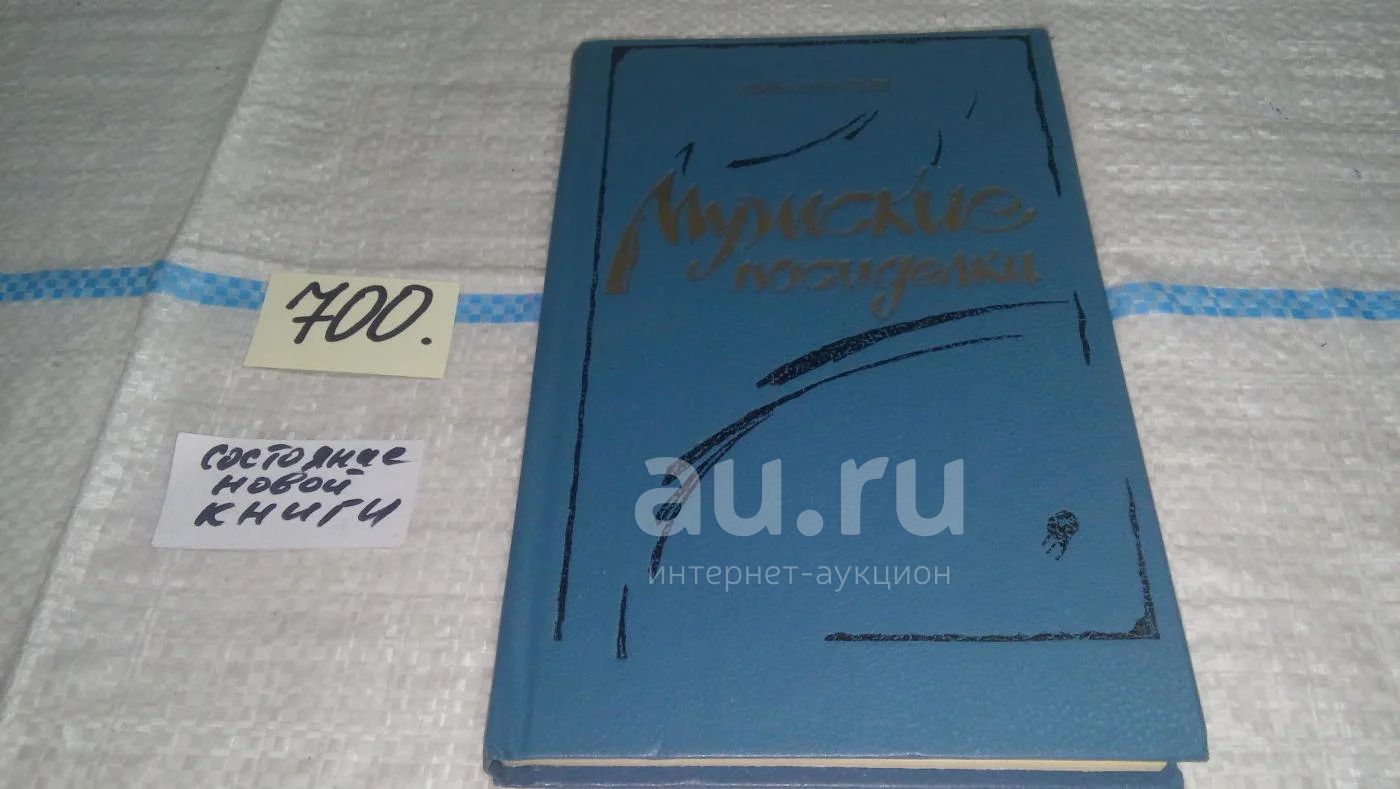 Мужские
посиделки
700.
состояние
новой
книги
au.ru
интернет-аукцион